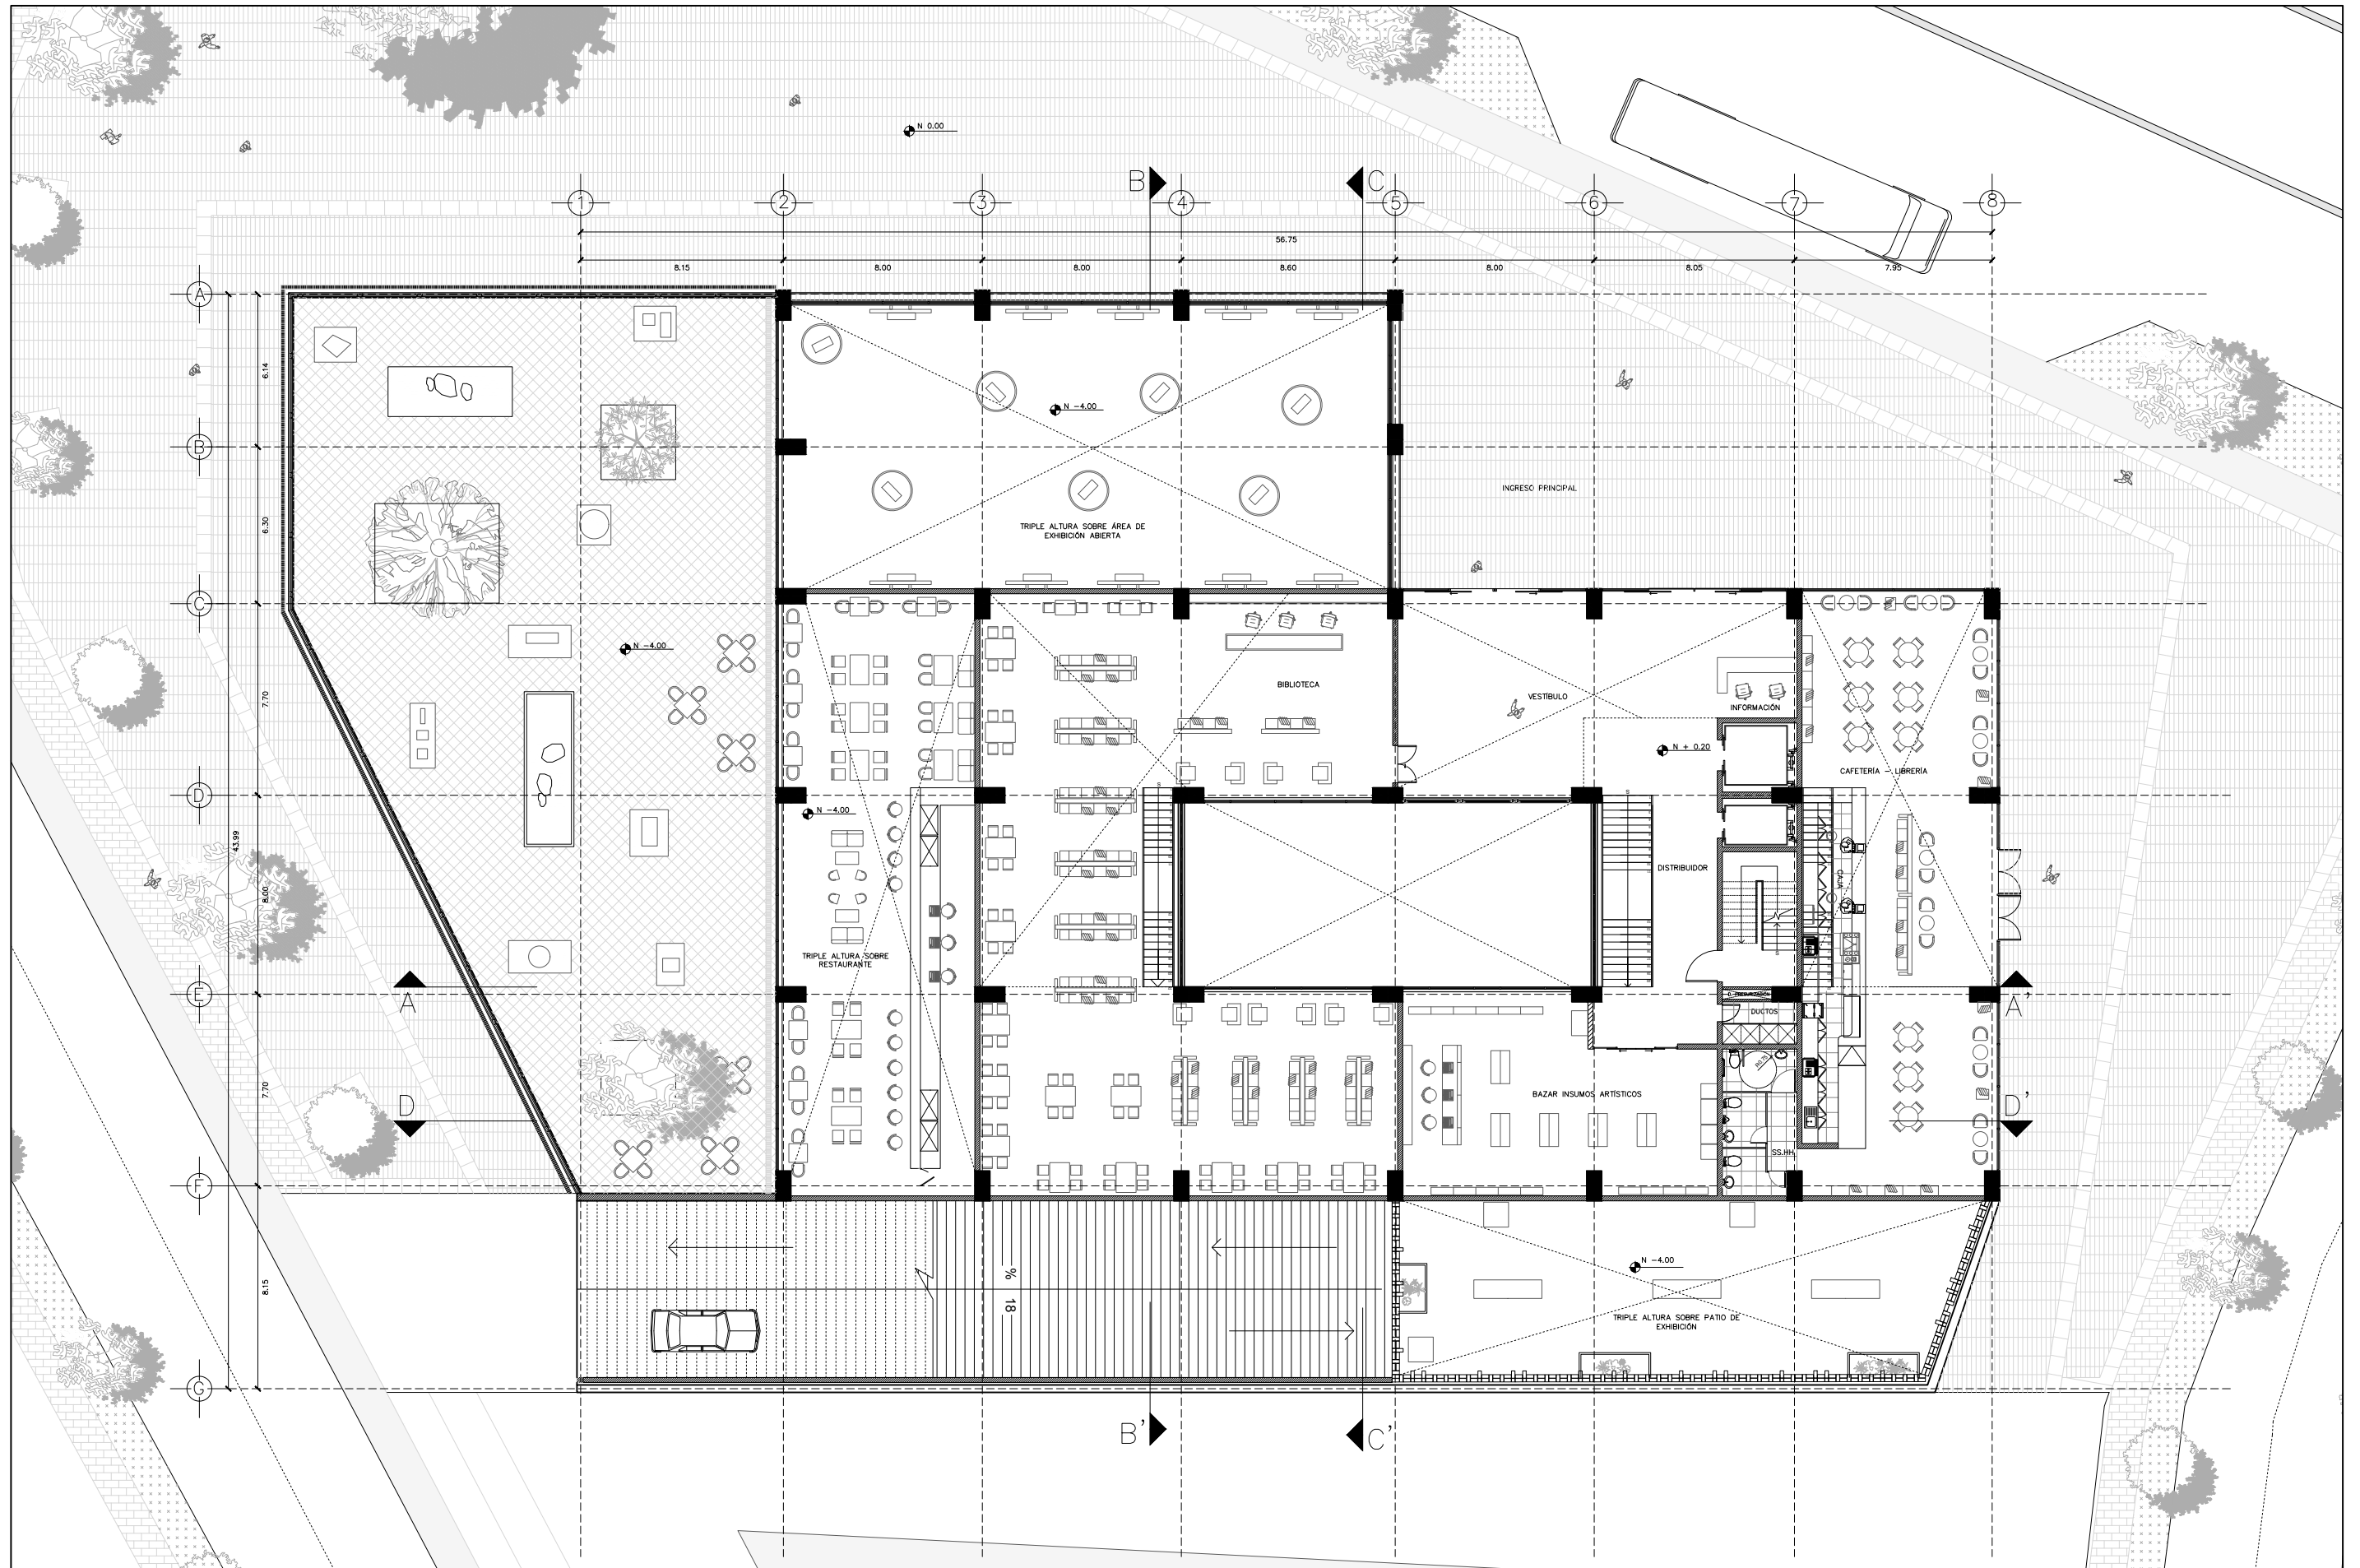 N 0.00
B
C
1
2
3
4
5
6
7
8
56.75
8.15
8.00
8.00
8.60
8.00
8.05
7.95
A
6.14
N -4.00
B
6.30
INGRESO PRINCIPAL
TRIPLE ALTURA SOBRE ÁREA DE
EXHIBICIÓN ABIERTA
C
N -4.00
7.70
BIBLIOTECA
VESTÍBULO
INFORMACIÓN
N + 0.20
CAFETERÍA - LIBRERÍA
D
N -4.00
43.99
8.00
DISTRIBUIDOR
CAJA
TRIPLE ALTURA SOBRE
RESTAURANTE
A
E
A'
DUCTOS
7.70
D
BAZAR INSUMOS ARTÍSTICOS
D'
SS.HH.
F
8.15
% 18
N -4.00
TRIPLE ALTURA SOBRE PATIO DE
EXHIBICIÓN
G
B'
C'